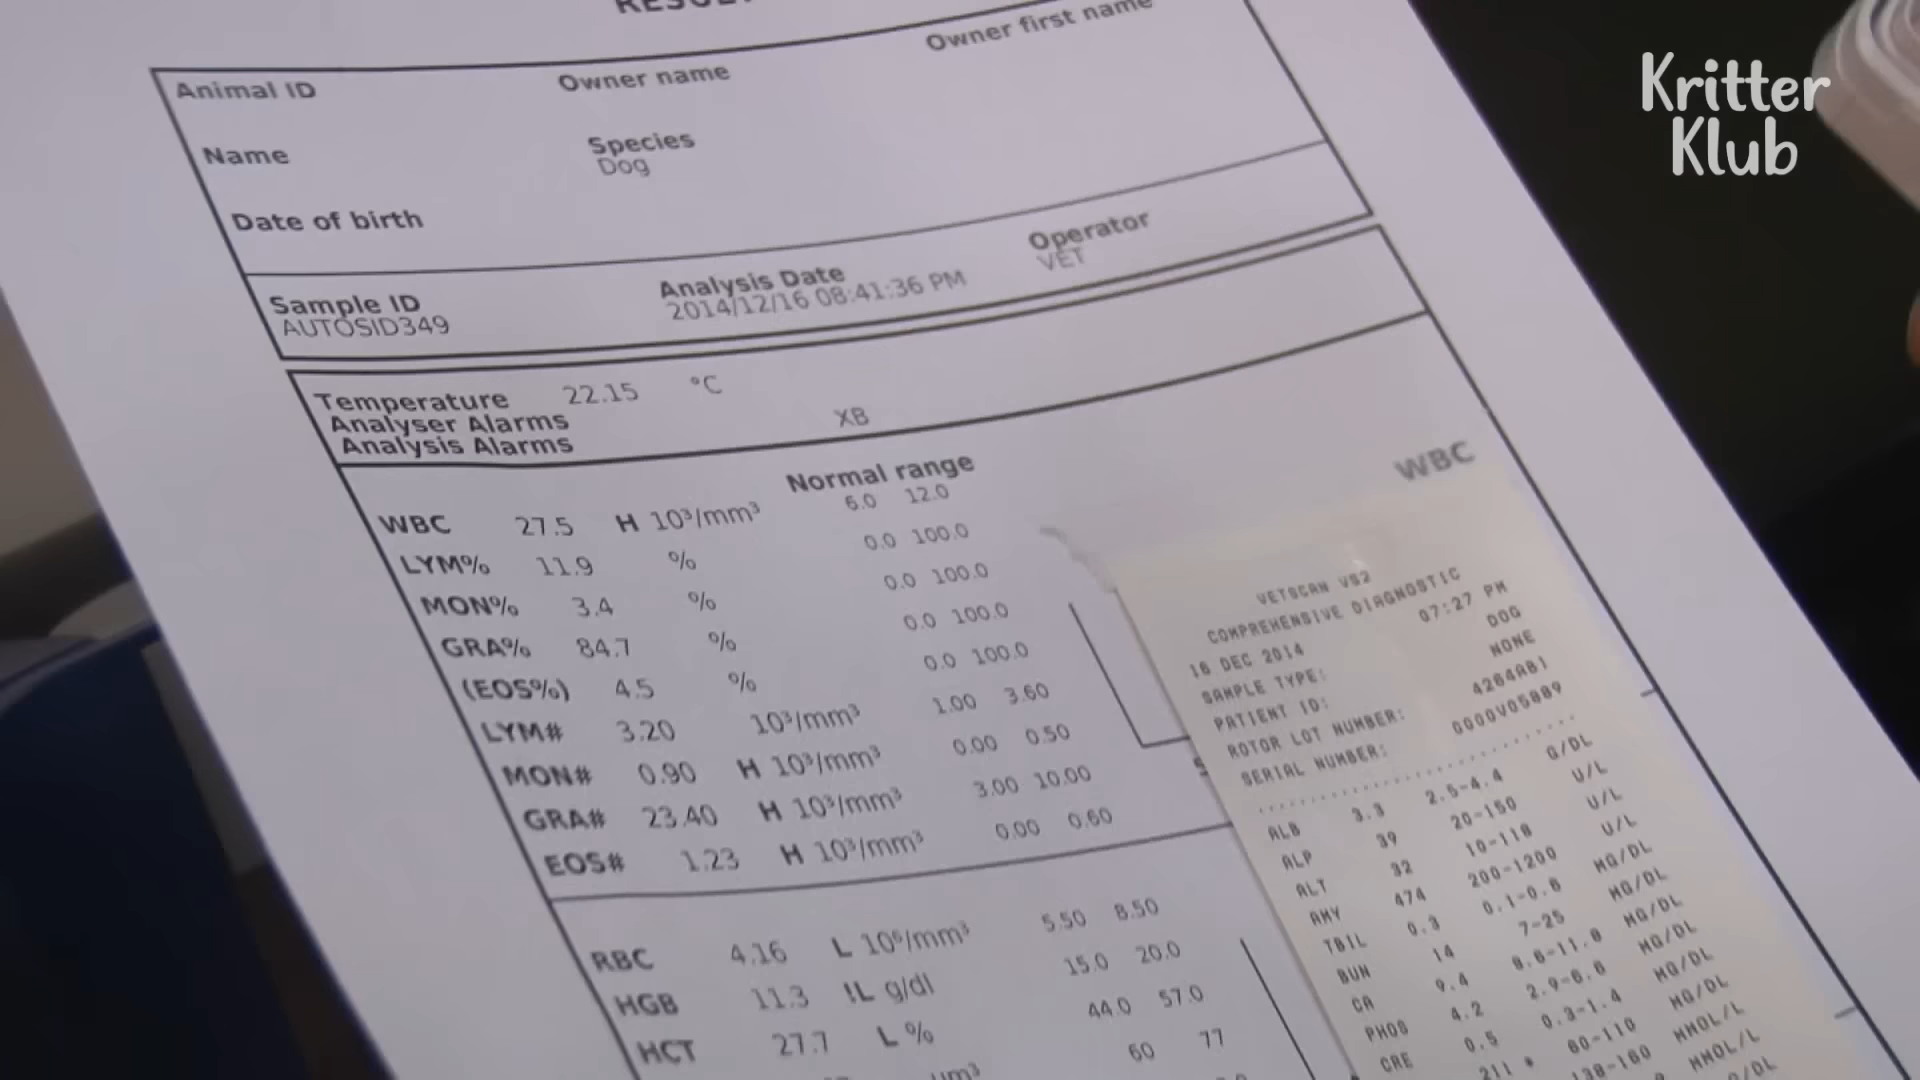 Kritter
Klub
Animal ID Owner name Owner first name
Name Species
Dog
Date of birth
Sample ID Analysis Date Operator
AUTOSID349 2014/12/16 08:41:36 PM VET
Temperature 22.15 °C
Analyser Alarms
Analysis Alarms XB
Normal range
WBC 27.5 H 10³/mm³ 6.0 12.0
LYM% 11.9 % 0.0 100.0
MON% 3.4 % 0.0 100.0
GRA% 84.7 % 0.0 100.0
(EOS%) 4.5 % 0.0 100.0
LYM# 3.20 10³/mm³ 1.00 3.60
MON# 0.90 H 10³/mm³ 0.00 0.50
GRA# 23.40 H 10³/mm³ 3.00 10.00
EOS# 1.23 H 10³/mm³ 0.00 0.60
RBC 4.16 L 10⁶/mm³ 5.50 8.50
HGB 11.3 !L g/dl 15.0 20.0
HCT 27.7 L % 44.0 57.0
60 77
WBC
VETSCAN VS2
COMPREHENSIVE DIAGNOSTIC
16 DEC 2014 07:27 PM
SAMPLE TYPE: DOG
PATIENT ID: NONE
ROTOR LOT NUMBER: 4264AB1
SERIAL NUMBER: 0000V05889
ALB 3.3 2.5-4.4 G/DL
ALP 39 20-150 U/L
ALT 32 10-118 U/L
AMY 474 200-1200 U/L
TBIL 0.3 0.1-0.6 MG/DL
BUN 14 7-25 MG/DL
CA 9.4 8.6-11.8 MG/DL
PHOS 4.2 2.9-6.6 MG/DL
CRE 0.5 0.3-1.4 MG/DL
211 * 60-110 MG/DL
138-160 MMOL/L
MMOL/L